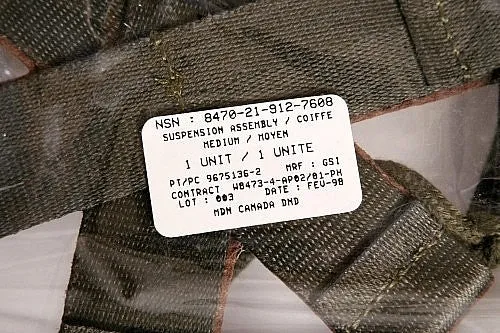 NSN : 8470-21-912-7608
SUSPENSION ASSEMBLY / COIFFE
MEDIUM / MOYEN
1 UNIT / 1 UNITE
PT/PC 9675136-2 MRF : GSI
CONTRACT W8473-4-AP02/01-PH
LOT : 003 DATE : FEV-98
MDN CANADA DND